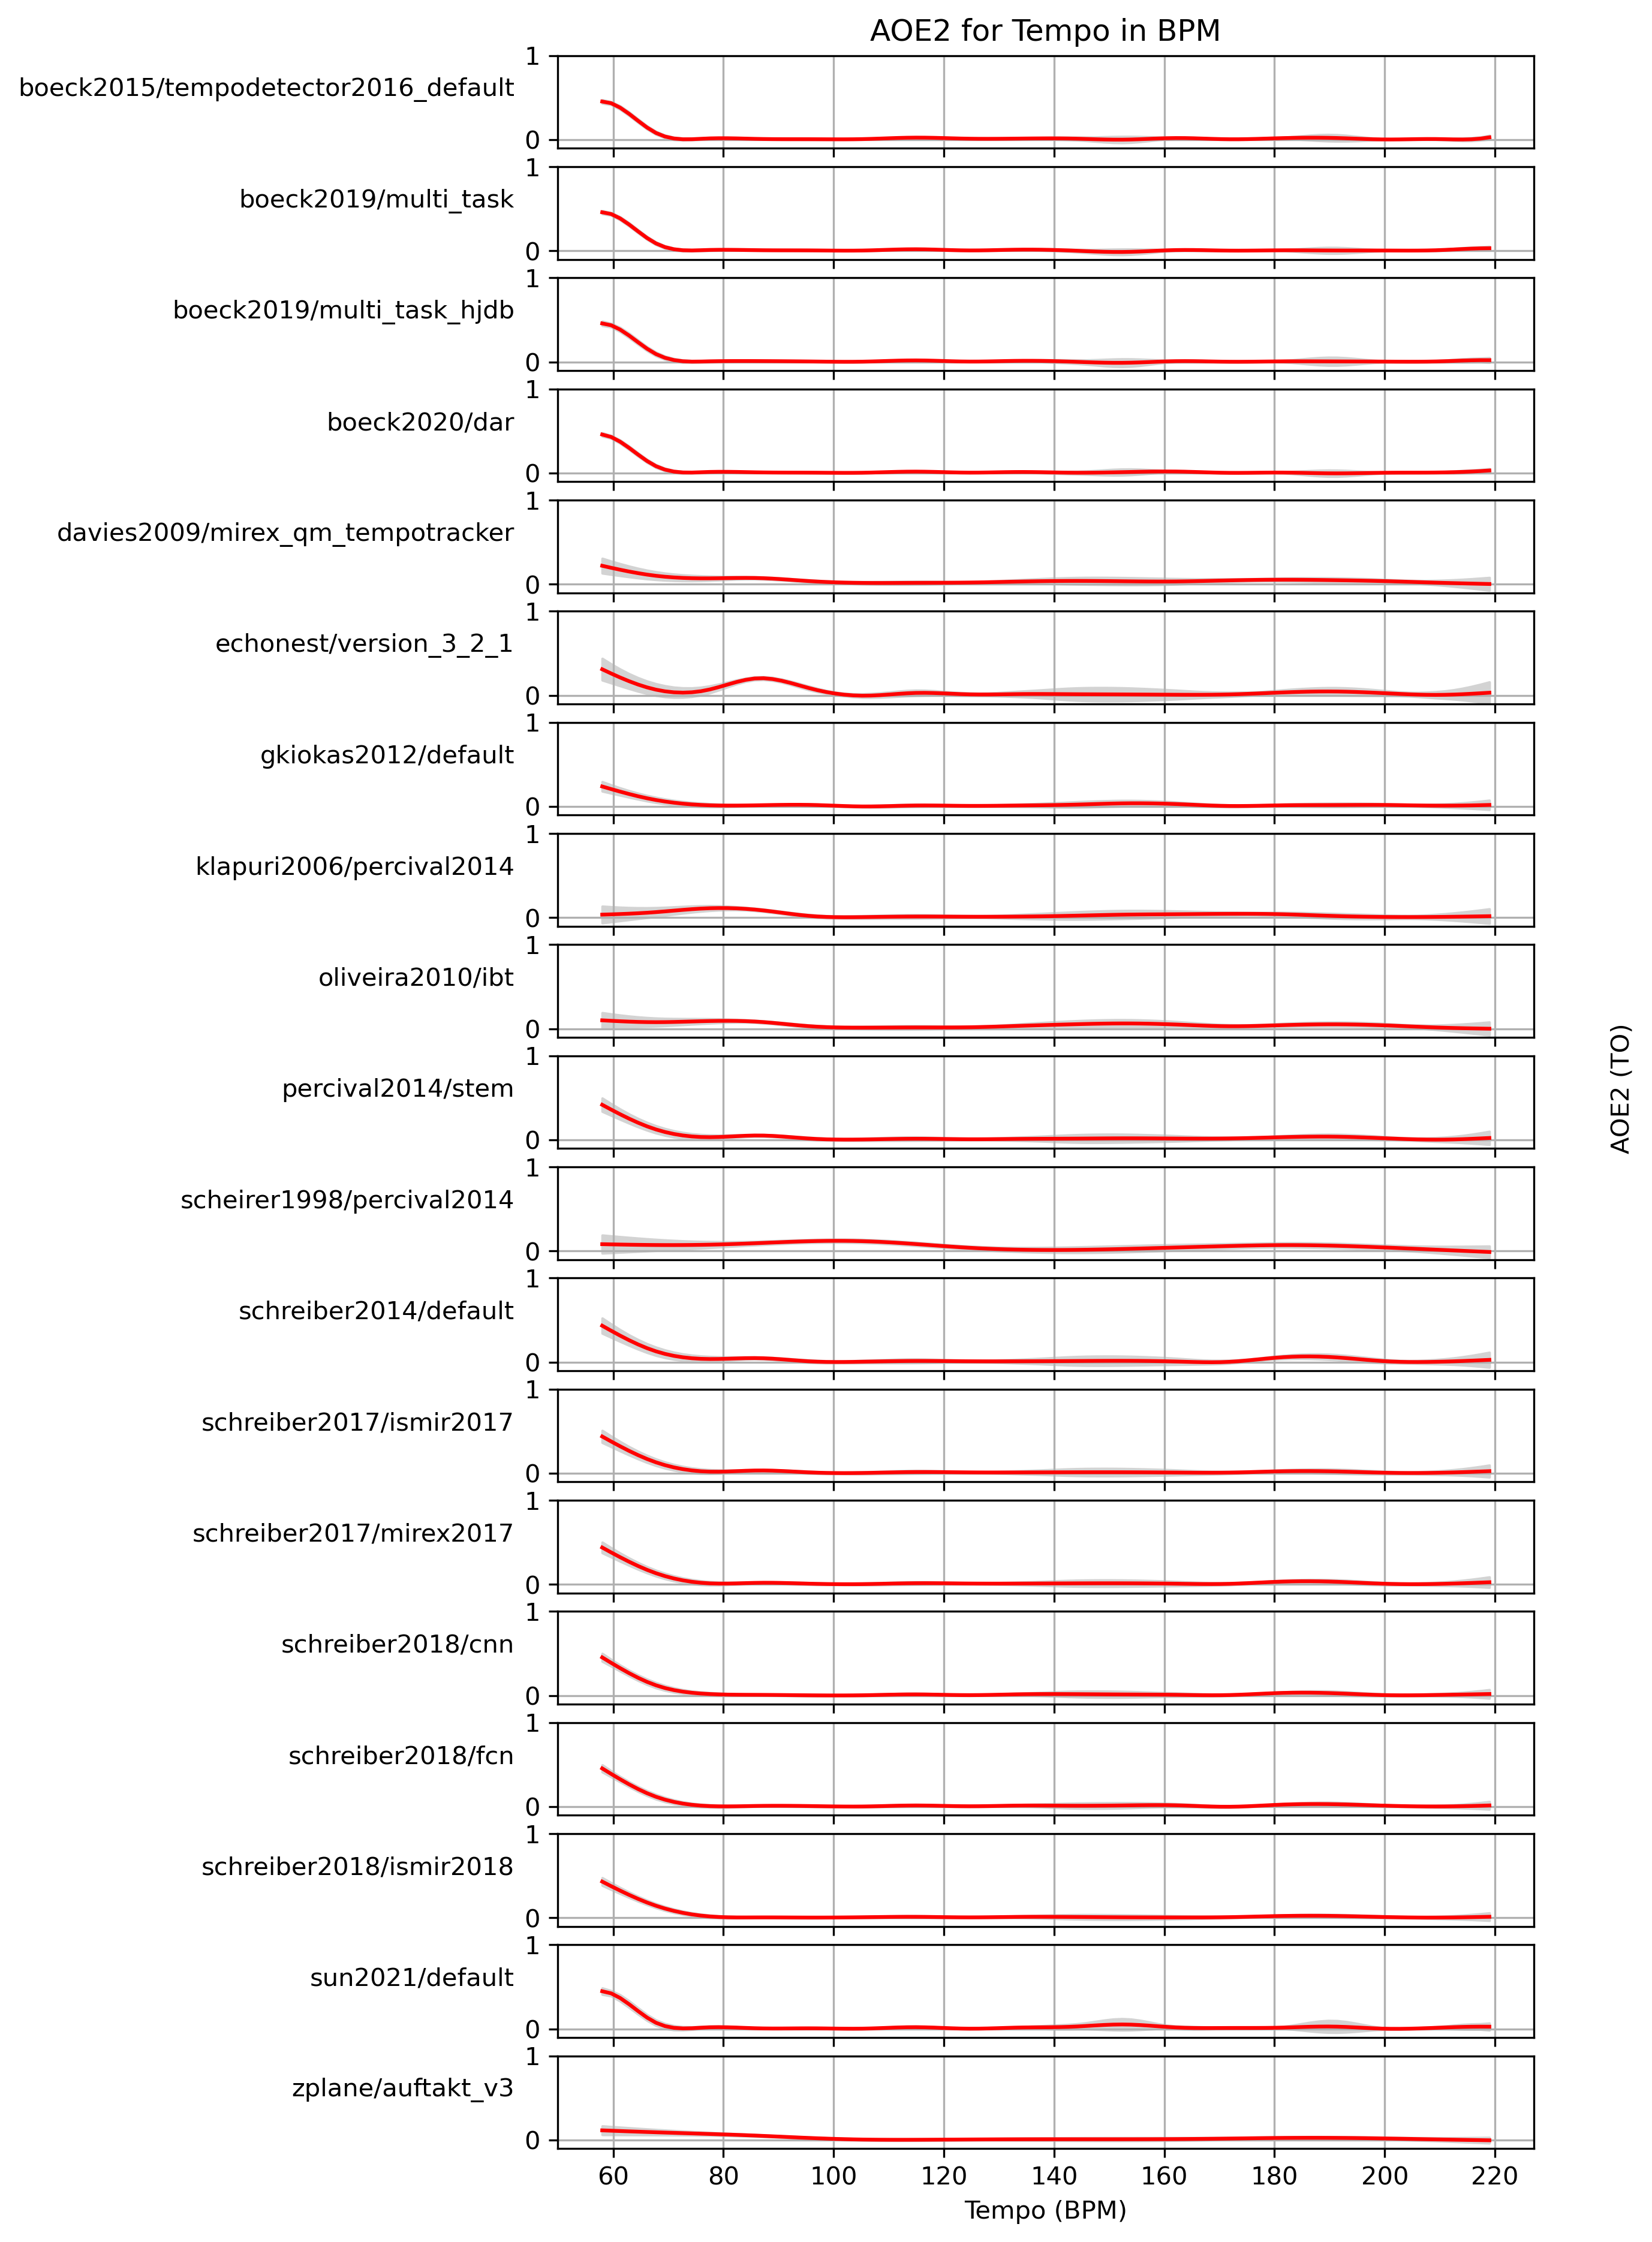 AOE2 for Tempo in BPM
1
boeck2015/tempodetector2016_default
0
1
boeck2019/multi_task
0
1
boeck2019/multi_task_hjdb
0
1
boeck2020/dar
0
1
davies2009/mirex_qm_tempotracker
0
1
echonest/version_3_2_1
0
1
gkiokas2012/default
0
1
klapuri2006/percival2014
0
1
oliveira2010/ibt
0
1
percival2014/stem
0
1
scheirer1998/percival2014
0
1
schreiber2014/default
0
1
schreiber2017/ismir2017
0
1
schreiber2017/mirex2017
0
1
schreiber2018/cnn
0
1
schreiber2018/fcn
0
1
schreiber2018/ismir2018
0
1
sun2021/default
0
1
zplane/auftakt_v3
0
60 80 100 120 140 160 180 200 220
Tempo (BPM)
AOE2 (TO)